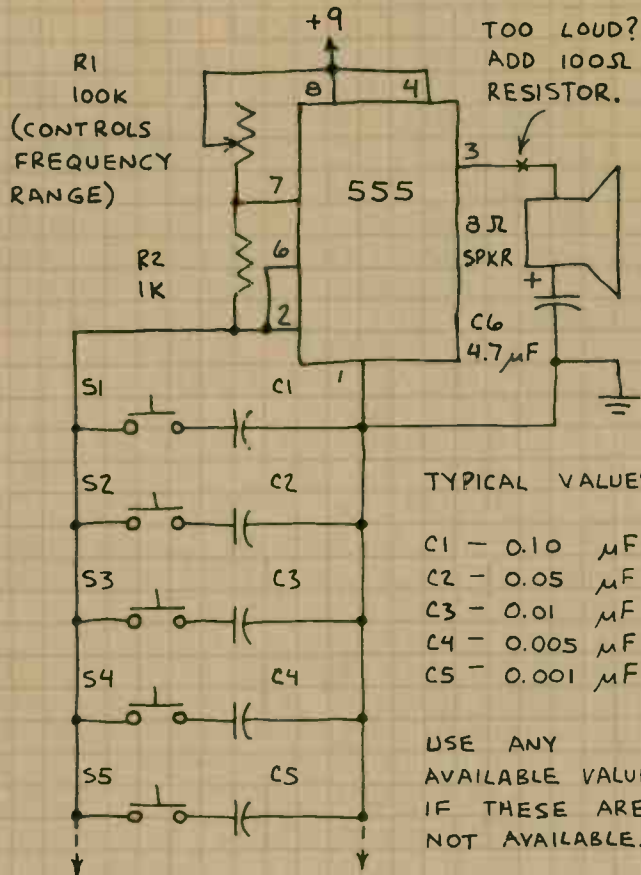 +9
TOO LOUD?
ADD 100Ω
RESISTOR.
R1
100K
(CONTROLS
FREQUENCY
RANGE)
8
4
3
7
555
8Ω
SPKR
6
R2
1K
+
2
C6
4.7µF
1
S1
C1
S2
C2
S3
C3
S4
C4
S5
C5
TYPICAL VALUE
C1 - 0.10 µF
C2 - 0.05 µF
C3 - 0.01 µF
C4 - 0.005 µF
C5 - 0.001 µF
USE ANY
AVAILABLE VALU
IF THESE ARE
NOT AVAILABLE.